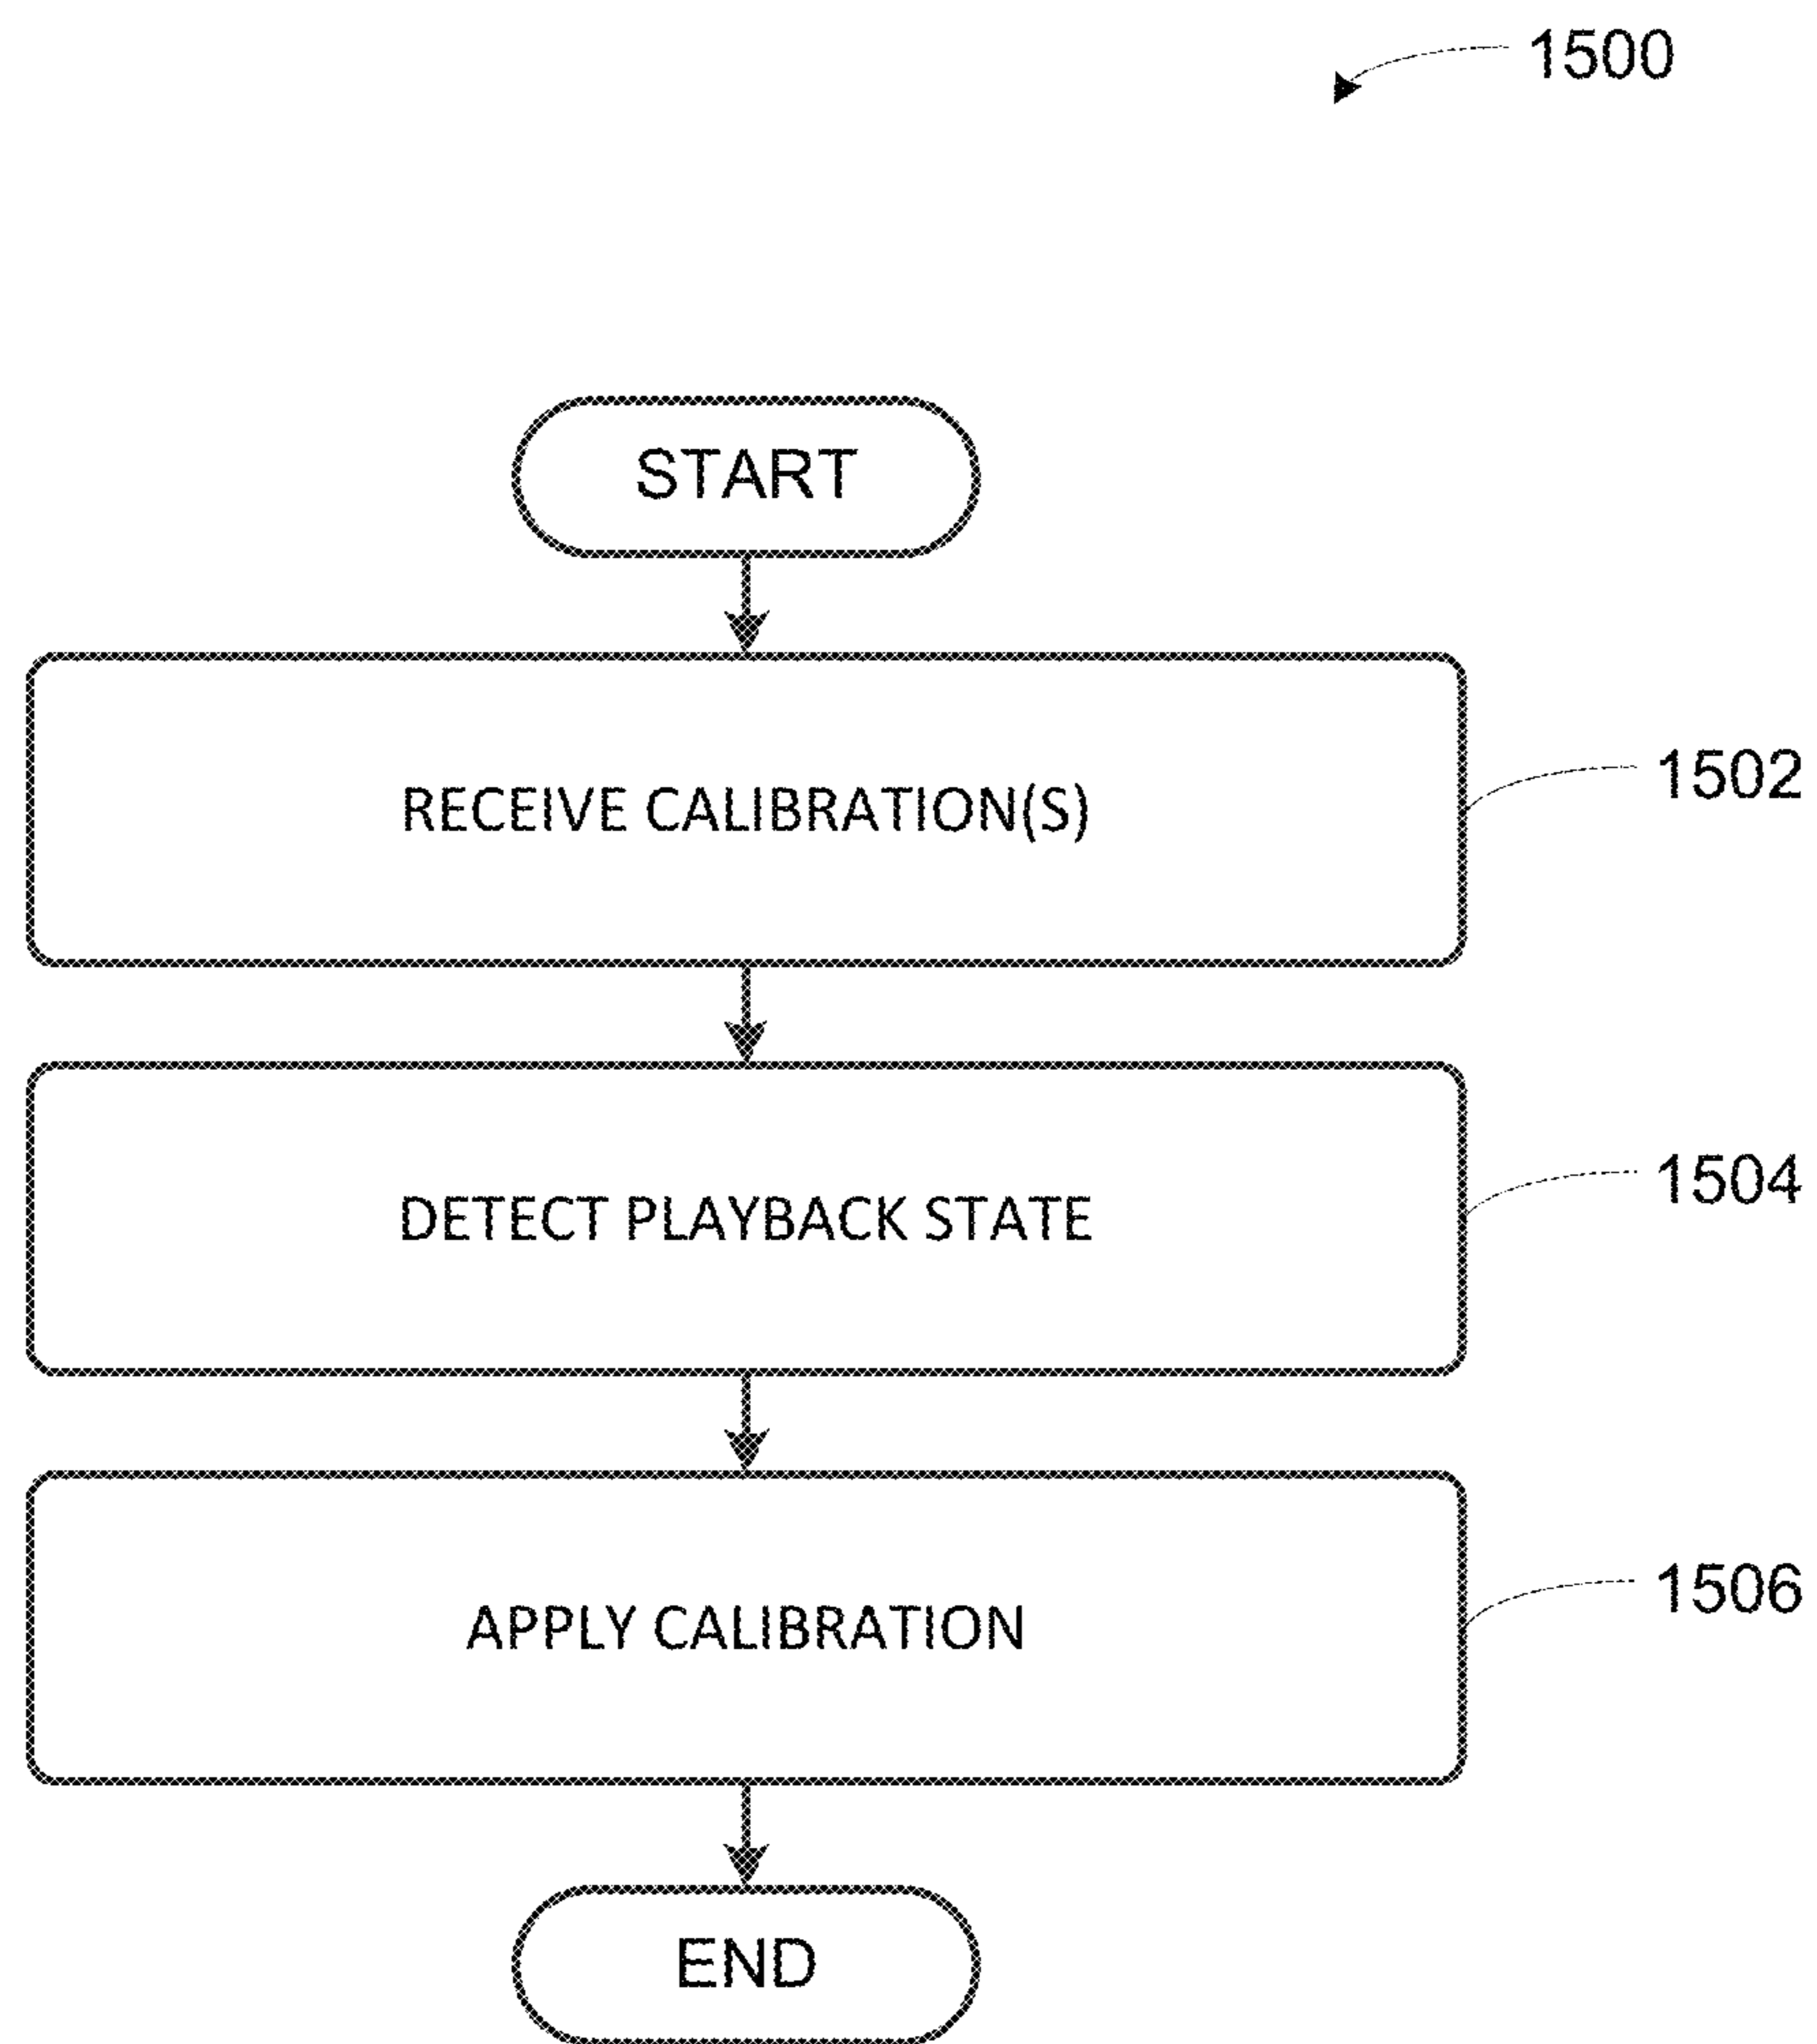 1500
START
RECEIVE CALIBRATION(S)
1502
DETECT PLAYBACK STATE
1504
APPLY CALIBRATION
1506
END